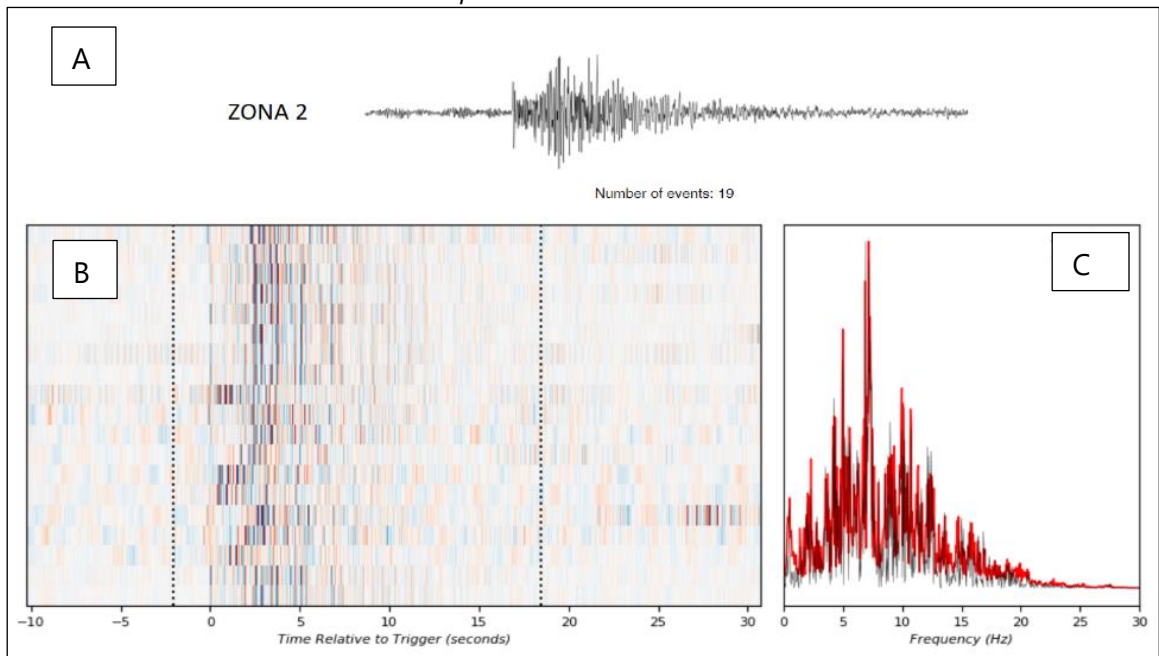 A
ZONA 2
Number of events: 19
B
C
−10 −5 0 5 10 15 20 25 30
Time Relative to Trigger (seconds)
0 5 10 15 20 25 30
Frequency (Hz)